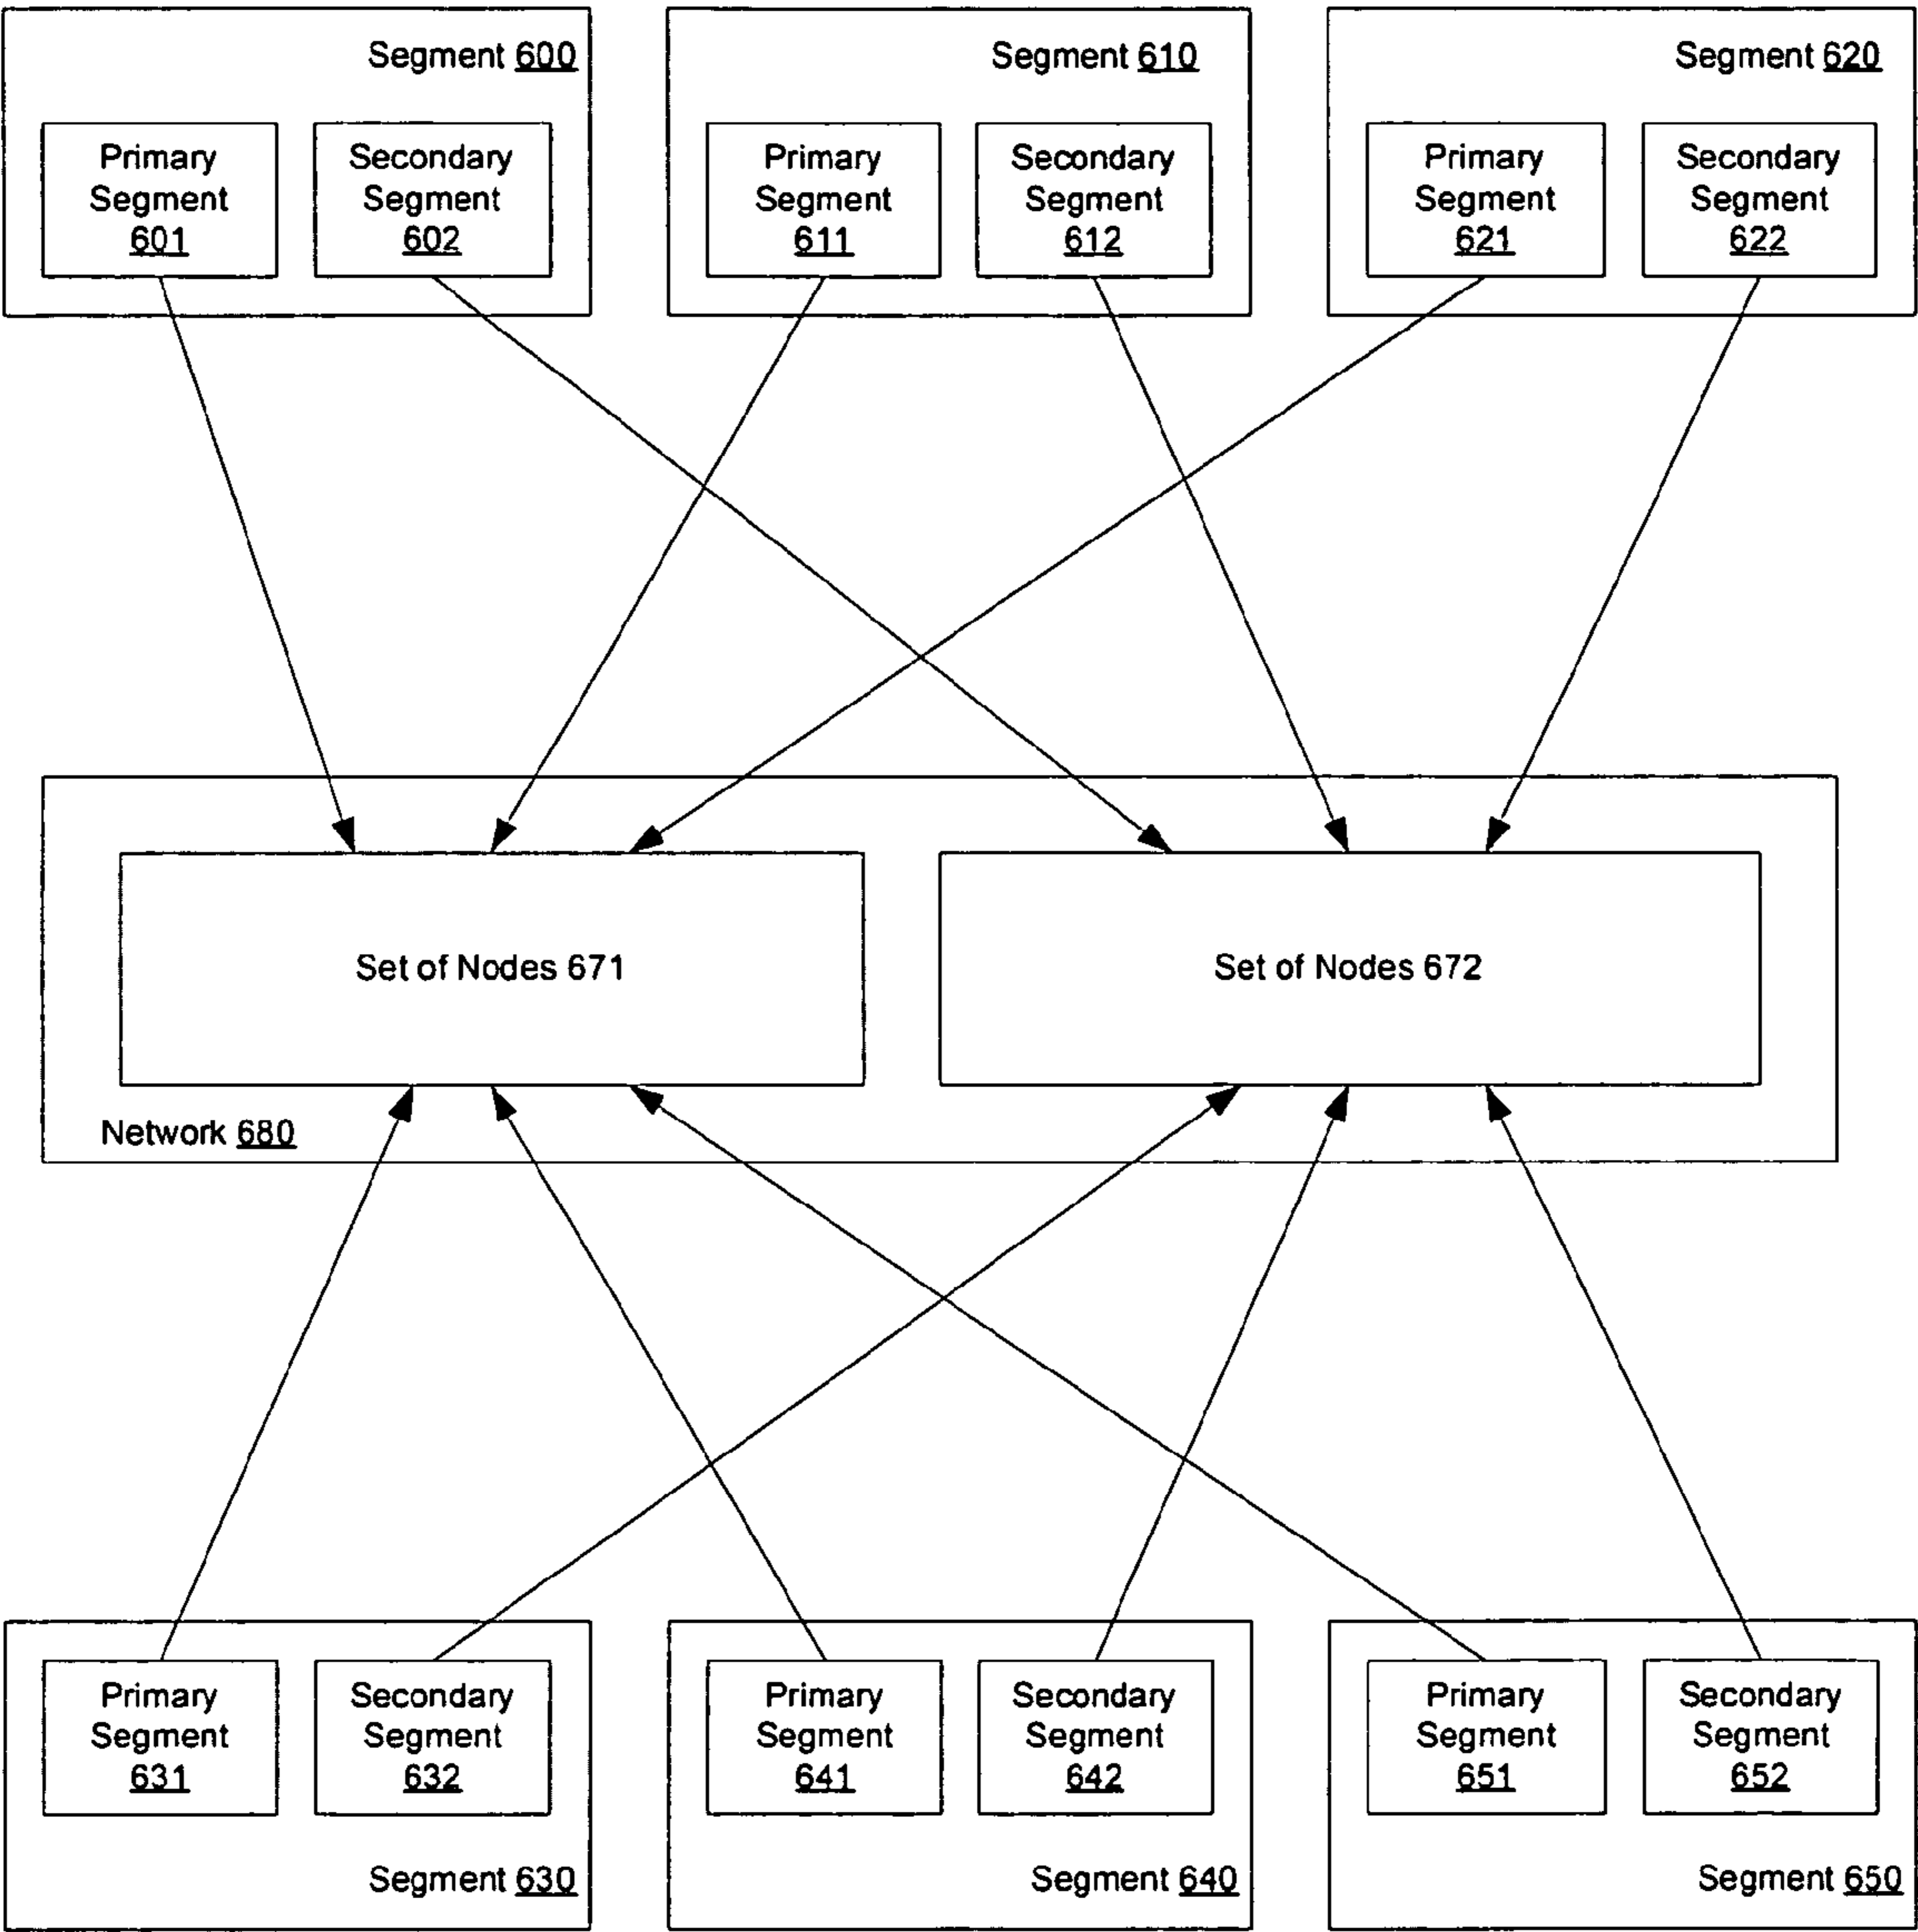 Segment 600
Primary
Segment
601
Secondary
Segment
602
Segment 610
Primary
Segment
611
Secondary
Segment
612
Segment 620
Primary
Segment
621
Secondary
Segment
622
Set of Nodes 671
Set of Nodes 672
Network 680
Primary
Segment
631
Secondary
Segment
632
Segment 630
Primary
Segment
641
Secondary
Segment
642
Segment 640
Primary
Segment
651
Secondary
Segment
652
Segment 650